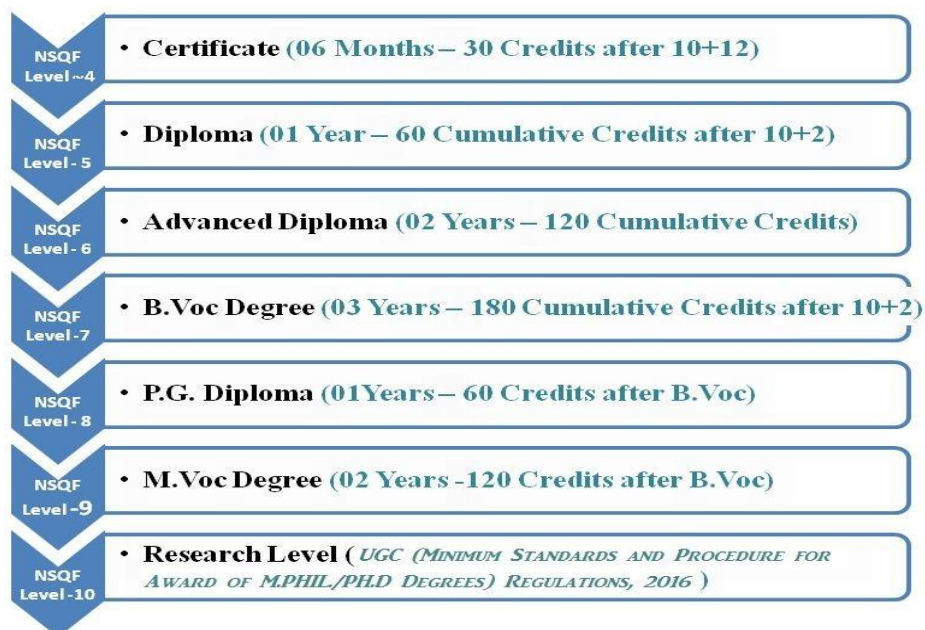 NSQF
Level~4
• Certificate (06 Months – 30 Credits after 10+12)
NSQF
Level- 5
• Diploma (01 Year – 60 Cumulative Credits after 10+2)
NSQF
Level- 6
• Advanced Diploma (02 Years – 120 Cumulative Credits)
NSQF
Level-7
• B.Voc Degree (03 Years – 180 Cumulative Credits after 10+2)
NSQF
Level- 8
• P.G. Diploma (01Years – 60 Credits after B.Voc)
NSQF
Level-9
• M.Voc Degree (02 Years -120 Credits after B.Voc)
NSQF
Level-10
• Research Level ( UGC (MINIMUM STANDARDS AND PROCEDURE FOR
AWARD OF M.PHIL./PH.D DEGREES) REGULATIONS, 2016 )